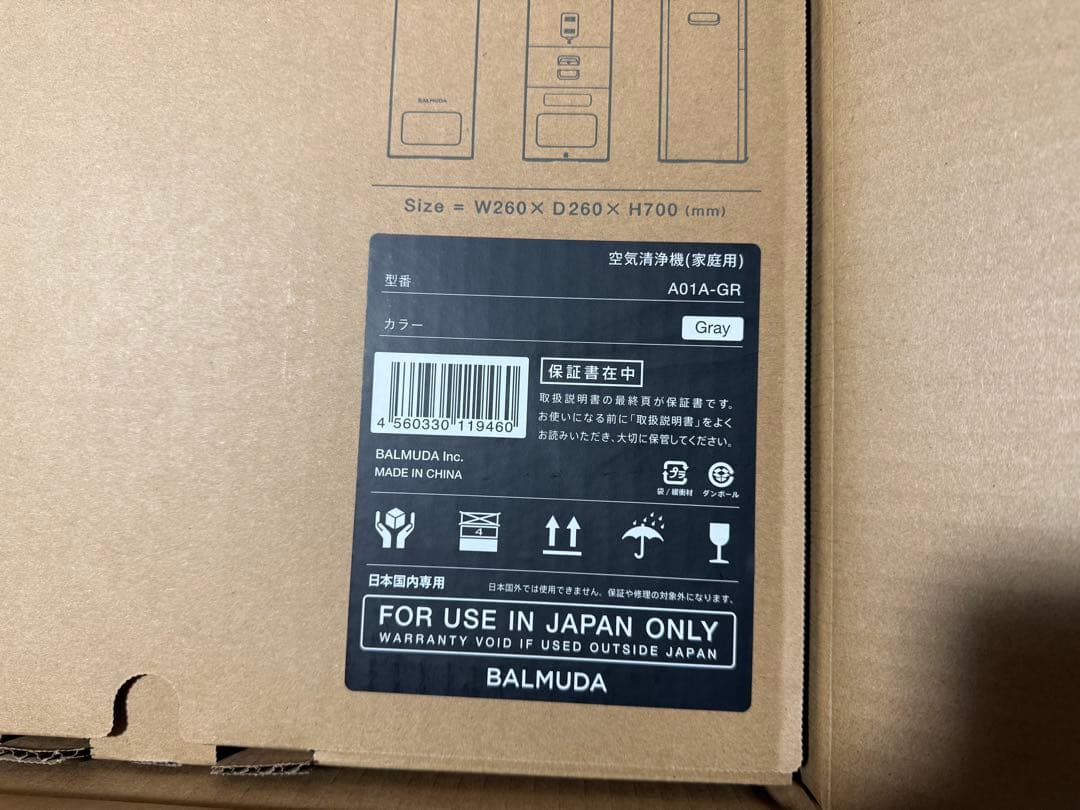 BALMUDA
Size = W260× D260× H700 (mm)
空気清浄機(家庭用)
型番 A01A-GR
カラー Gray
4 560330 119460
保証書在中
取扱説明書の最終頁が保証書です。
お使いになる前に「取扱説明書」をよく
お読みいただき、大切に保管してください。
BALMUDA Inc.
MADE IN CHINA
プラ
袋 / 緩衝材
ダンボール
4
日本国内専用
日本国外では使用できません、保証や修理の対象外になります。
FOR USE IN JAPAN ONLY
WARRANTY VOID IF USED OUTSIDE JAPAN
BALMUDA